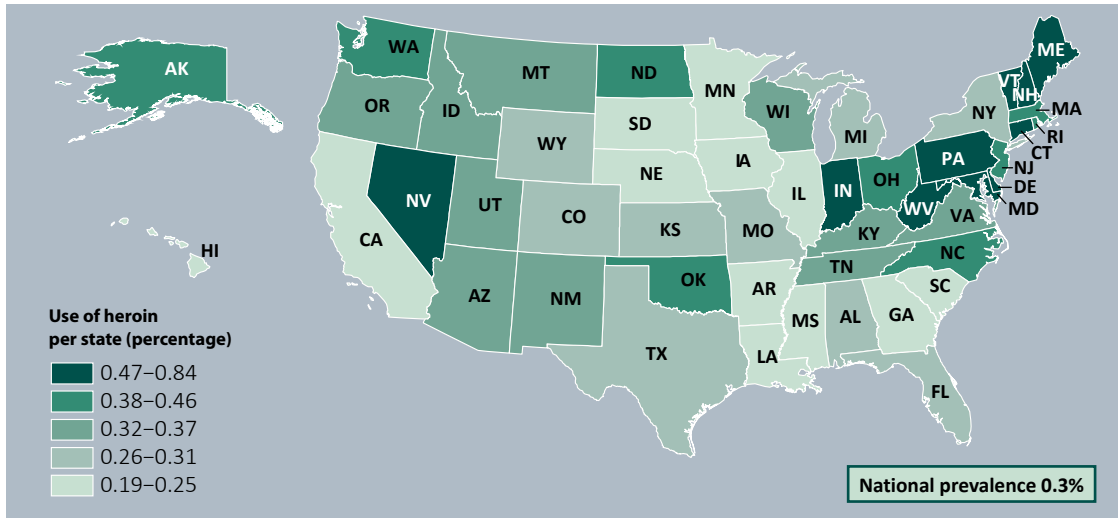 ME
WA
VT
NH
AK
MT
ND
MN
OR
ID
WI
NY
MA
SD
MI
RI
WY
CT
PA
IA
NJ
NE
OH
DE
NV
IL
IN
MD
UT
WV
CO
VA
CA
KS
MO
KY
HI
NC
TN
OK
AZ
NM
AR
SC
MS
AL
GA
Use of heroin
per state (percentage)
TX
LA
0.47–0.84
FL
0.38–0.46
0.32–0.37
0.26–0.31
National prevalence 0.3%
0.19–0.25